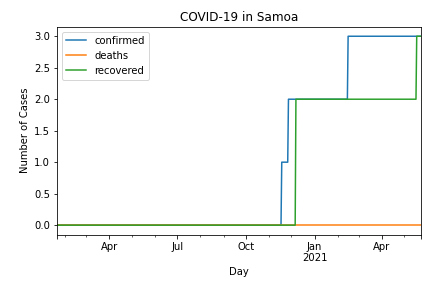 COVID-19 in Samoa
confirmed
deaths
recovered
Number of Cases
3.0
2.5
2.0
1.5
1.0
0.5
0.0
Apr
Jul
Oct
Jan
2021
Apr
Day